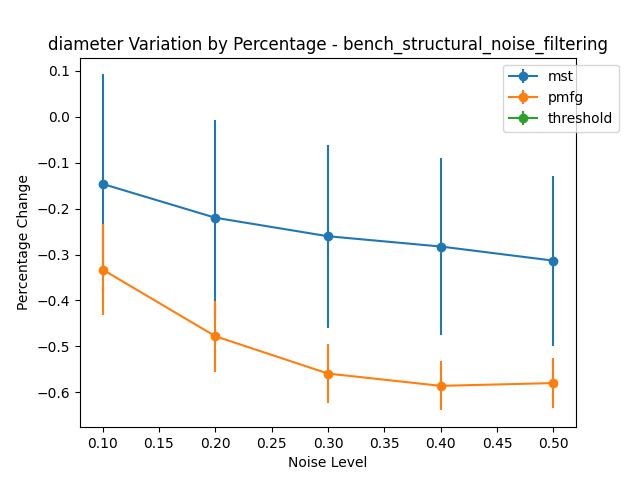 diameter Variation by Percentage - bench_structural_noise_filtering
mst
pmfg
threshold
Percentage Change
0.1
0.0
−0.1
−0.2
−0.3
−0.4
−0.5
−0.6
0.10 0.15 0.20 0.25 0.30 0.35 0.40 0.45 0.50
Noise Level